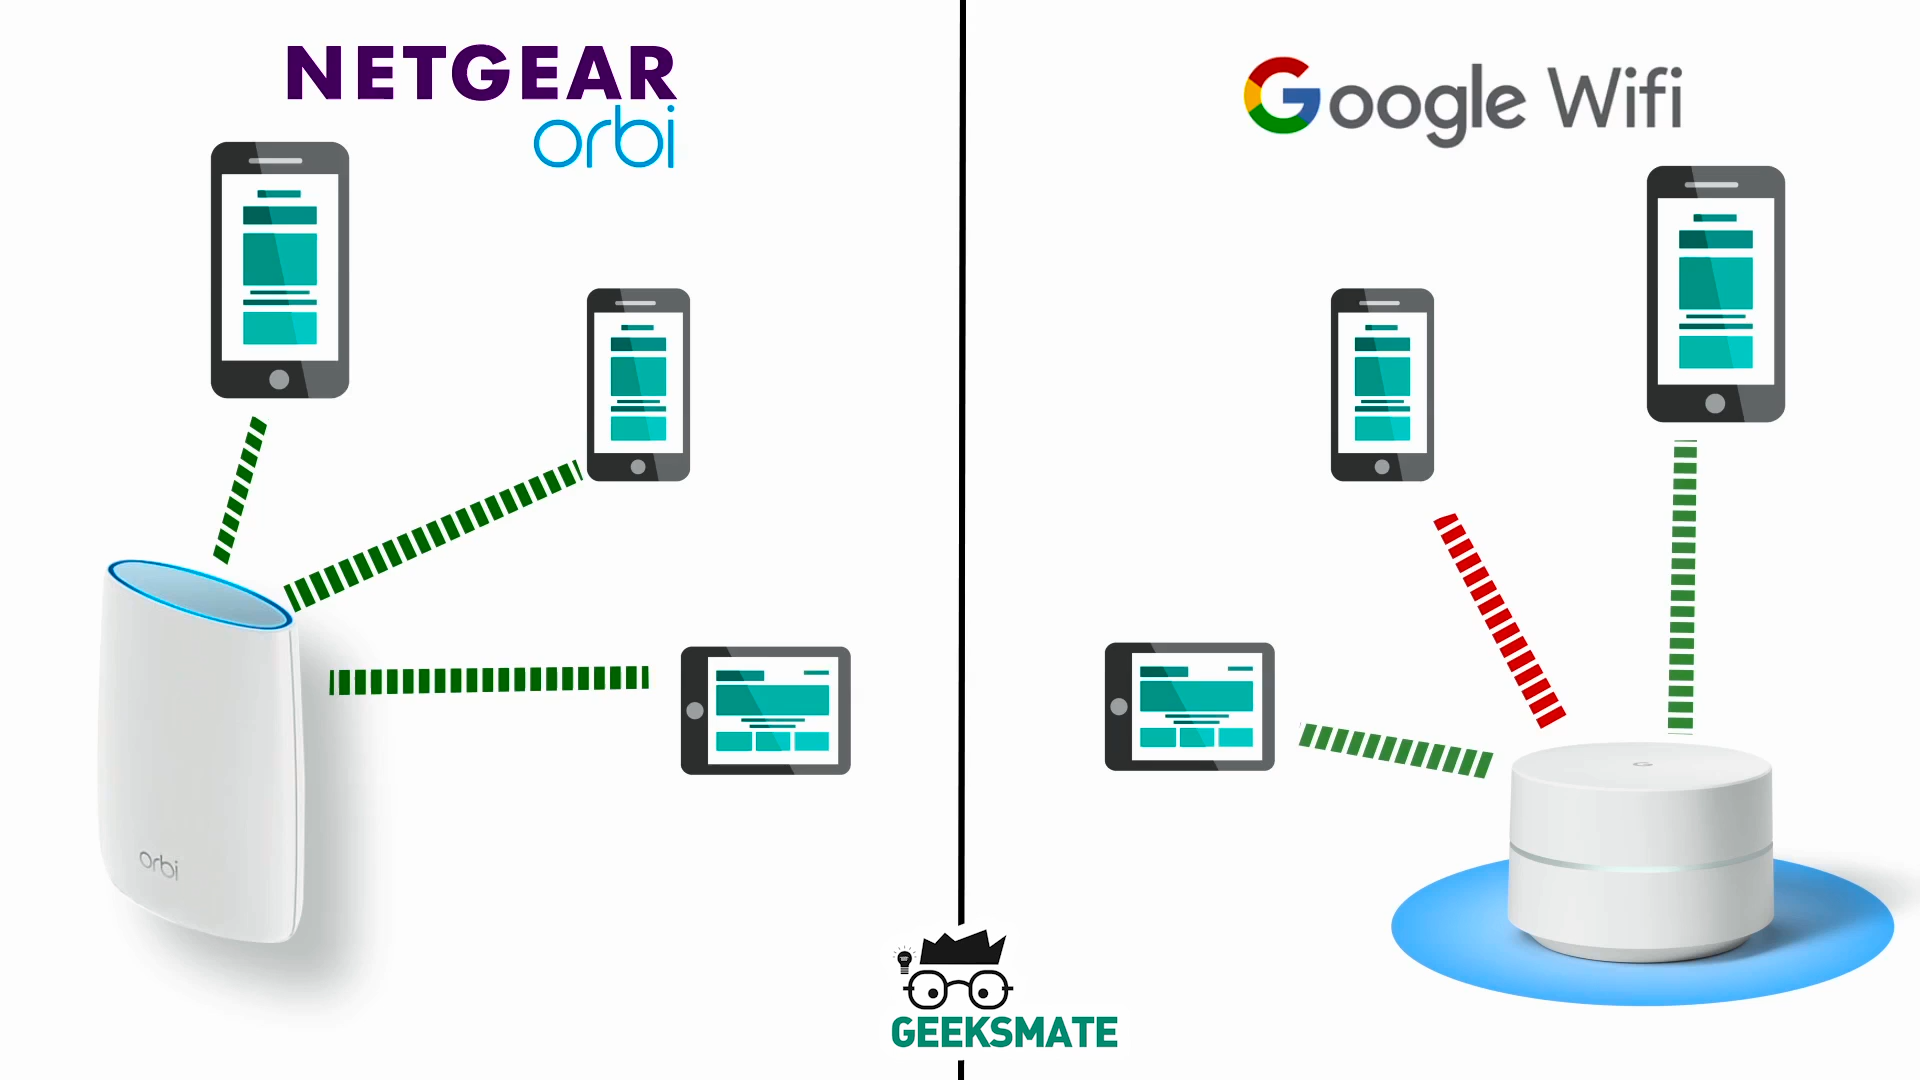 NETGEAR
orbi
Google Wifi
orbi
G
GEEKSMATE